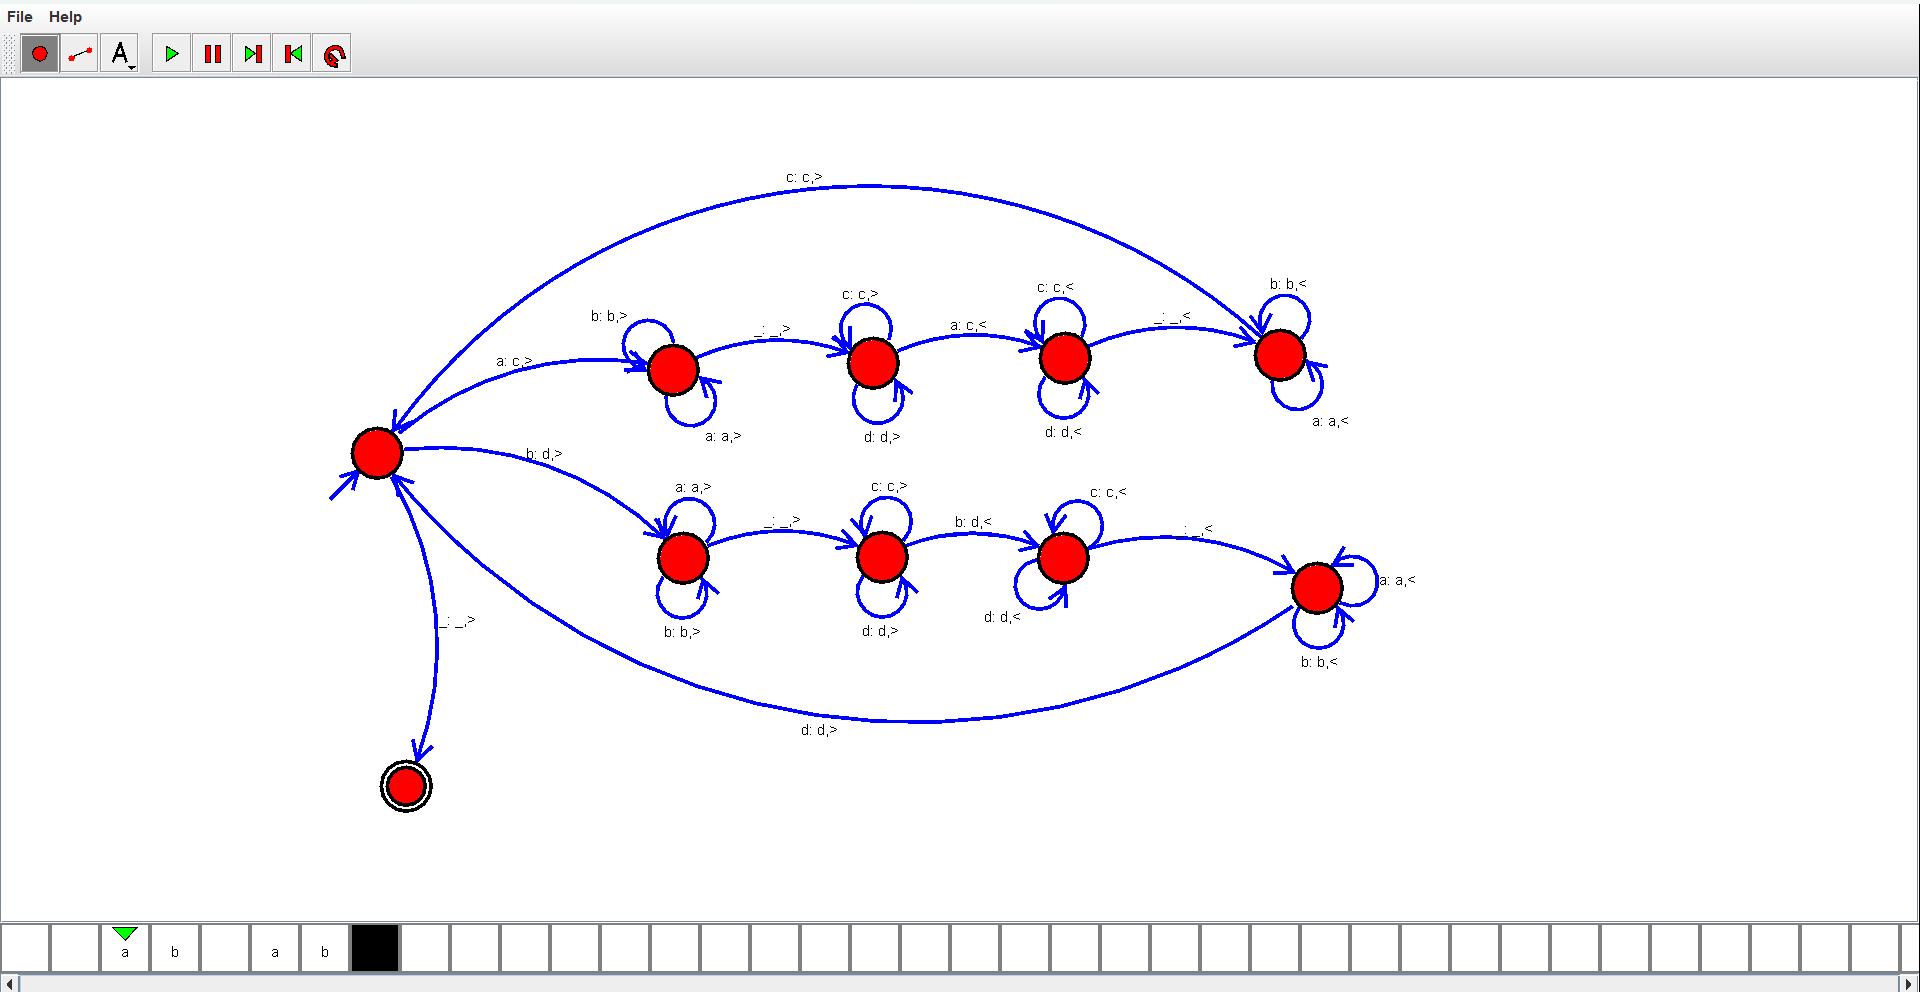 File Help
A
c: c,>
b: b,< 
c: c,> c: c,<
b: b,> _: _,> a: c,< _: _,<
a: c,>
a: a,<
a: a,> d: d,> d: d,<
b: d,>
a: a,> c: c,> c: c,<
_: _,> b: d,< _: _,<
a: a,<
d: d,<
_: _,>
b: b,> d: d,>
b: b,<
d: d,>
a b a b